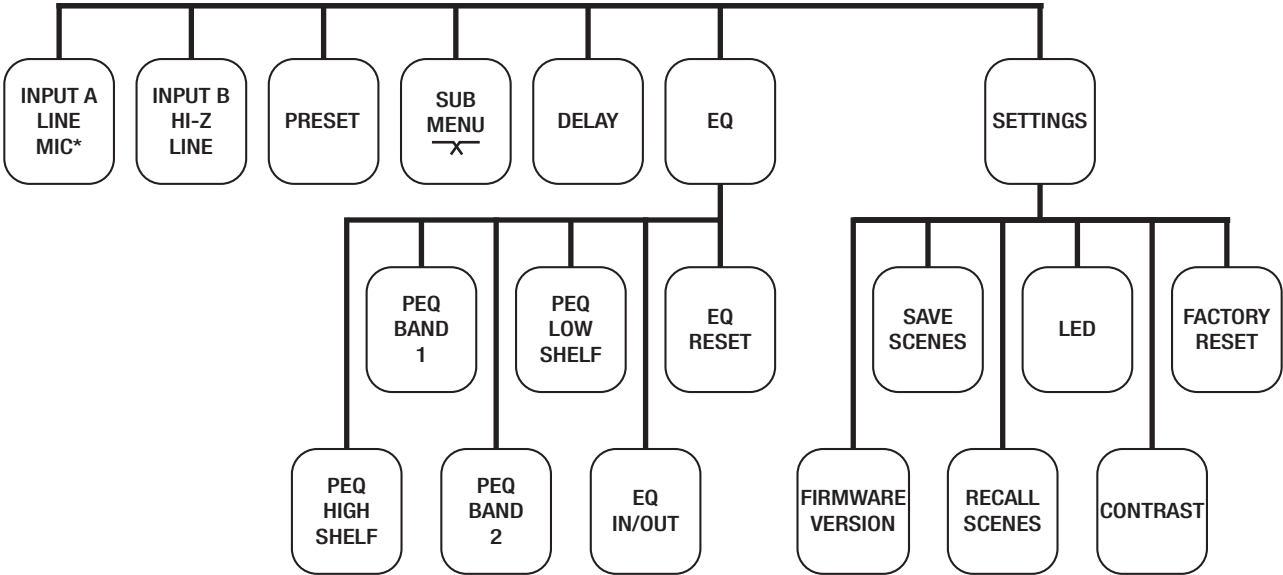 INPUT A
LINE
MIC*
INPUT B
HI-Z
LINE
PRESET
SUB
MENU
DELAY
EQ
SETTINGS
PEQ
BAND
1
PEQ
LOW
SHELF
EQ
RESET
SAVE
SCENES
LED
FACTORY
RESET
PEQ
HIGH
SHELF
PEQ
BAND
2
EQ
IN/OUT
FIRMWARE
VERSION
RECALL
SCENES
CONTRAST